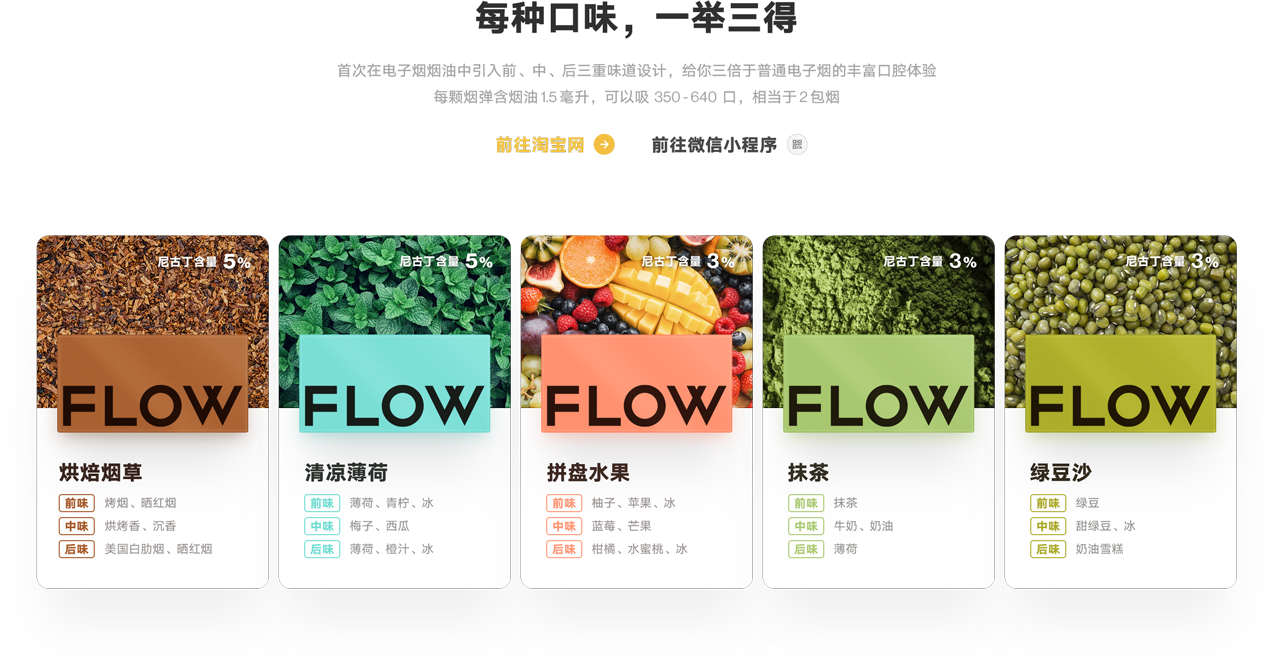 每种口味，一举三得
首次在电子烟烟油中引入前、中、后三重味道设计，给你三倍于普通电子烟的丰富口腔体验
每颗烟弹含烟油 1.5 毫升，可以吸 350 - 640 口，相当于 2 包烟
前往淘宝网
前往微信小程序
尼古丁含量 5%
FLOW
烘焙烟草
前味 烤烟、晒红烟
中味 烘烤香、沉香
后味 美国白肋烟、晒红烟
尼古丁含量 5%
FLOW
清凉薄荷
前味 薄荷、青柠、冰
中味 梅子、西瓜
后味 薄荷、橙汁、冰
尼古丁含量 3%
FLOW
拼盘水果
前味 柚子、苹果、冰
中味 蓝莓、芒果
后味 柑橘、水蜜桃、冰
尼古丁含量 3%
FLOW
抹茶
前味 抹茶
中味 牛奶、奶油
后味 薄荷
尼古丁含量 3%
FLOW
绿豆沙
前味 绿豆
中味 甜绿豆、冰
后味 奶油雪糕